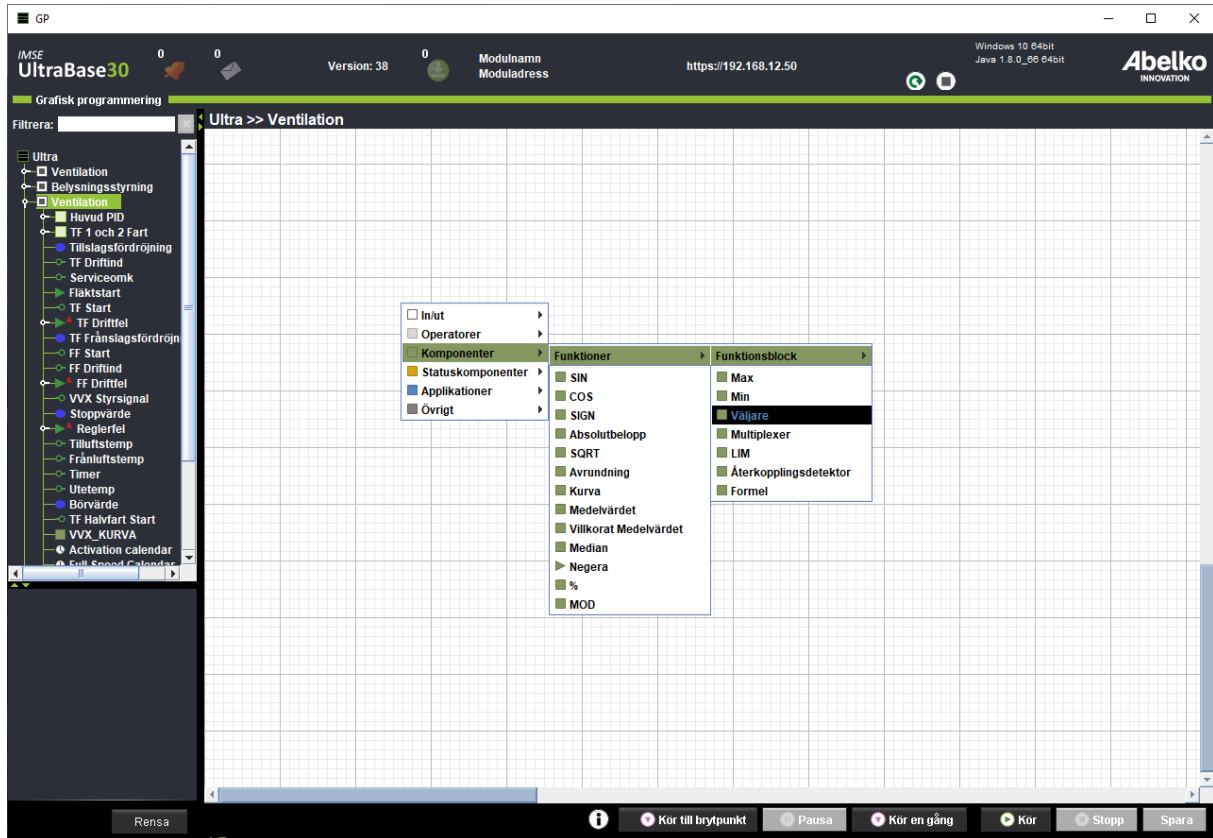 GP
IMSE
UltraBase30
0
0
Version: 38
0
Modulnamn
Moduladress
https://192.168.12.50
Windows 10 64bit
Java 1.8.0_66 64bit
Abelko
INNOVATION
Grafisk programmering
Filtrera:
Ultra >> Ventilation
Ultra
Ventilation
Belysningsstyrning
Ventilation
Huvud PID
TF 1 och 2 Fart
Tillslagsfördröjning
TF Driftind
Serviceomk
Fläktstart
TF Start
TF Driftfel
TF Frånslagsfördröjn
FF Start
FF Driftind
FF Driftfel
VVX Styrsignal
Stoppvärde
Reglerfel
Tilluftstemp
Frånluftstemp
Timer
Utetemp
Börvärde
TF Halvfart Start
VVX_KURVA
Activation calendar
Full Speed Calendar
In/ut
Operatorer
Komponenter
Statuskomponenter
Applikationer
Övrigt
Funktioner
SIN
COS
SIGN
Absolutbelopp
SQRT
Avrundning
Kurva
Medelvärdet
Villkorat Medelvärdet
Median
Negera
%
MOD
Funktionsblock
Max
Min
Väljare
Multiplexer
LIM
Återkopplingsdetektor
Formel
Rensa
Kör till brytpunkt
Pausa
Kör en gång
Kör
Stopp
Spara